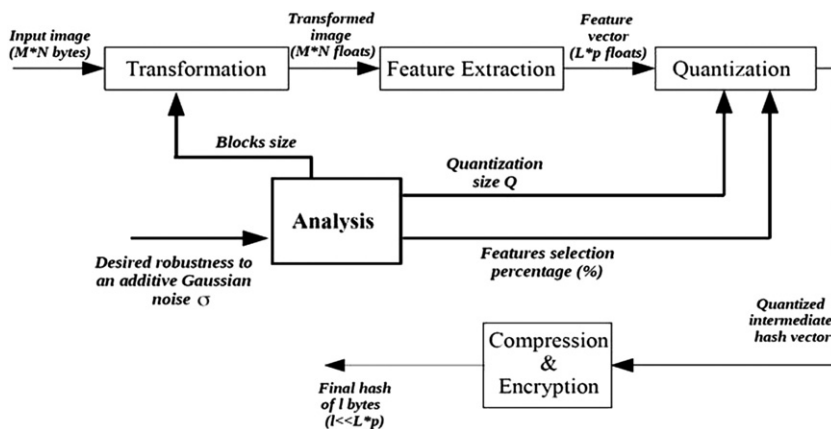 Input image
(M*N bytes)
Transformation
Transformed
image
(M*N floats)
Feature Extraction
Feature
vector
(L*p floats)
Quantization
Blocks size
Quantization
size Q
Analysis
Desired robustness to
an additive Gaussian
noise σ
Features selection
percentage (%)
Quantized
intermediate
hash vector
Compression
&
Encryption
Final hash
of l bytes
(l<<L*p)